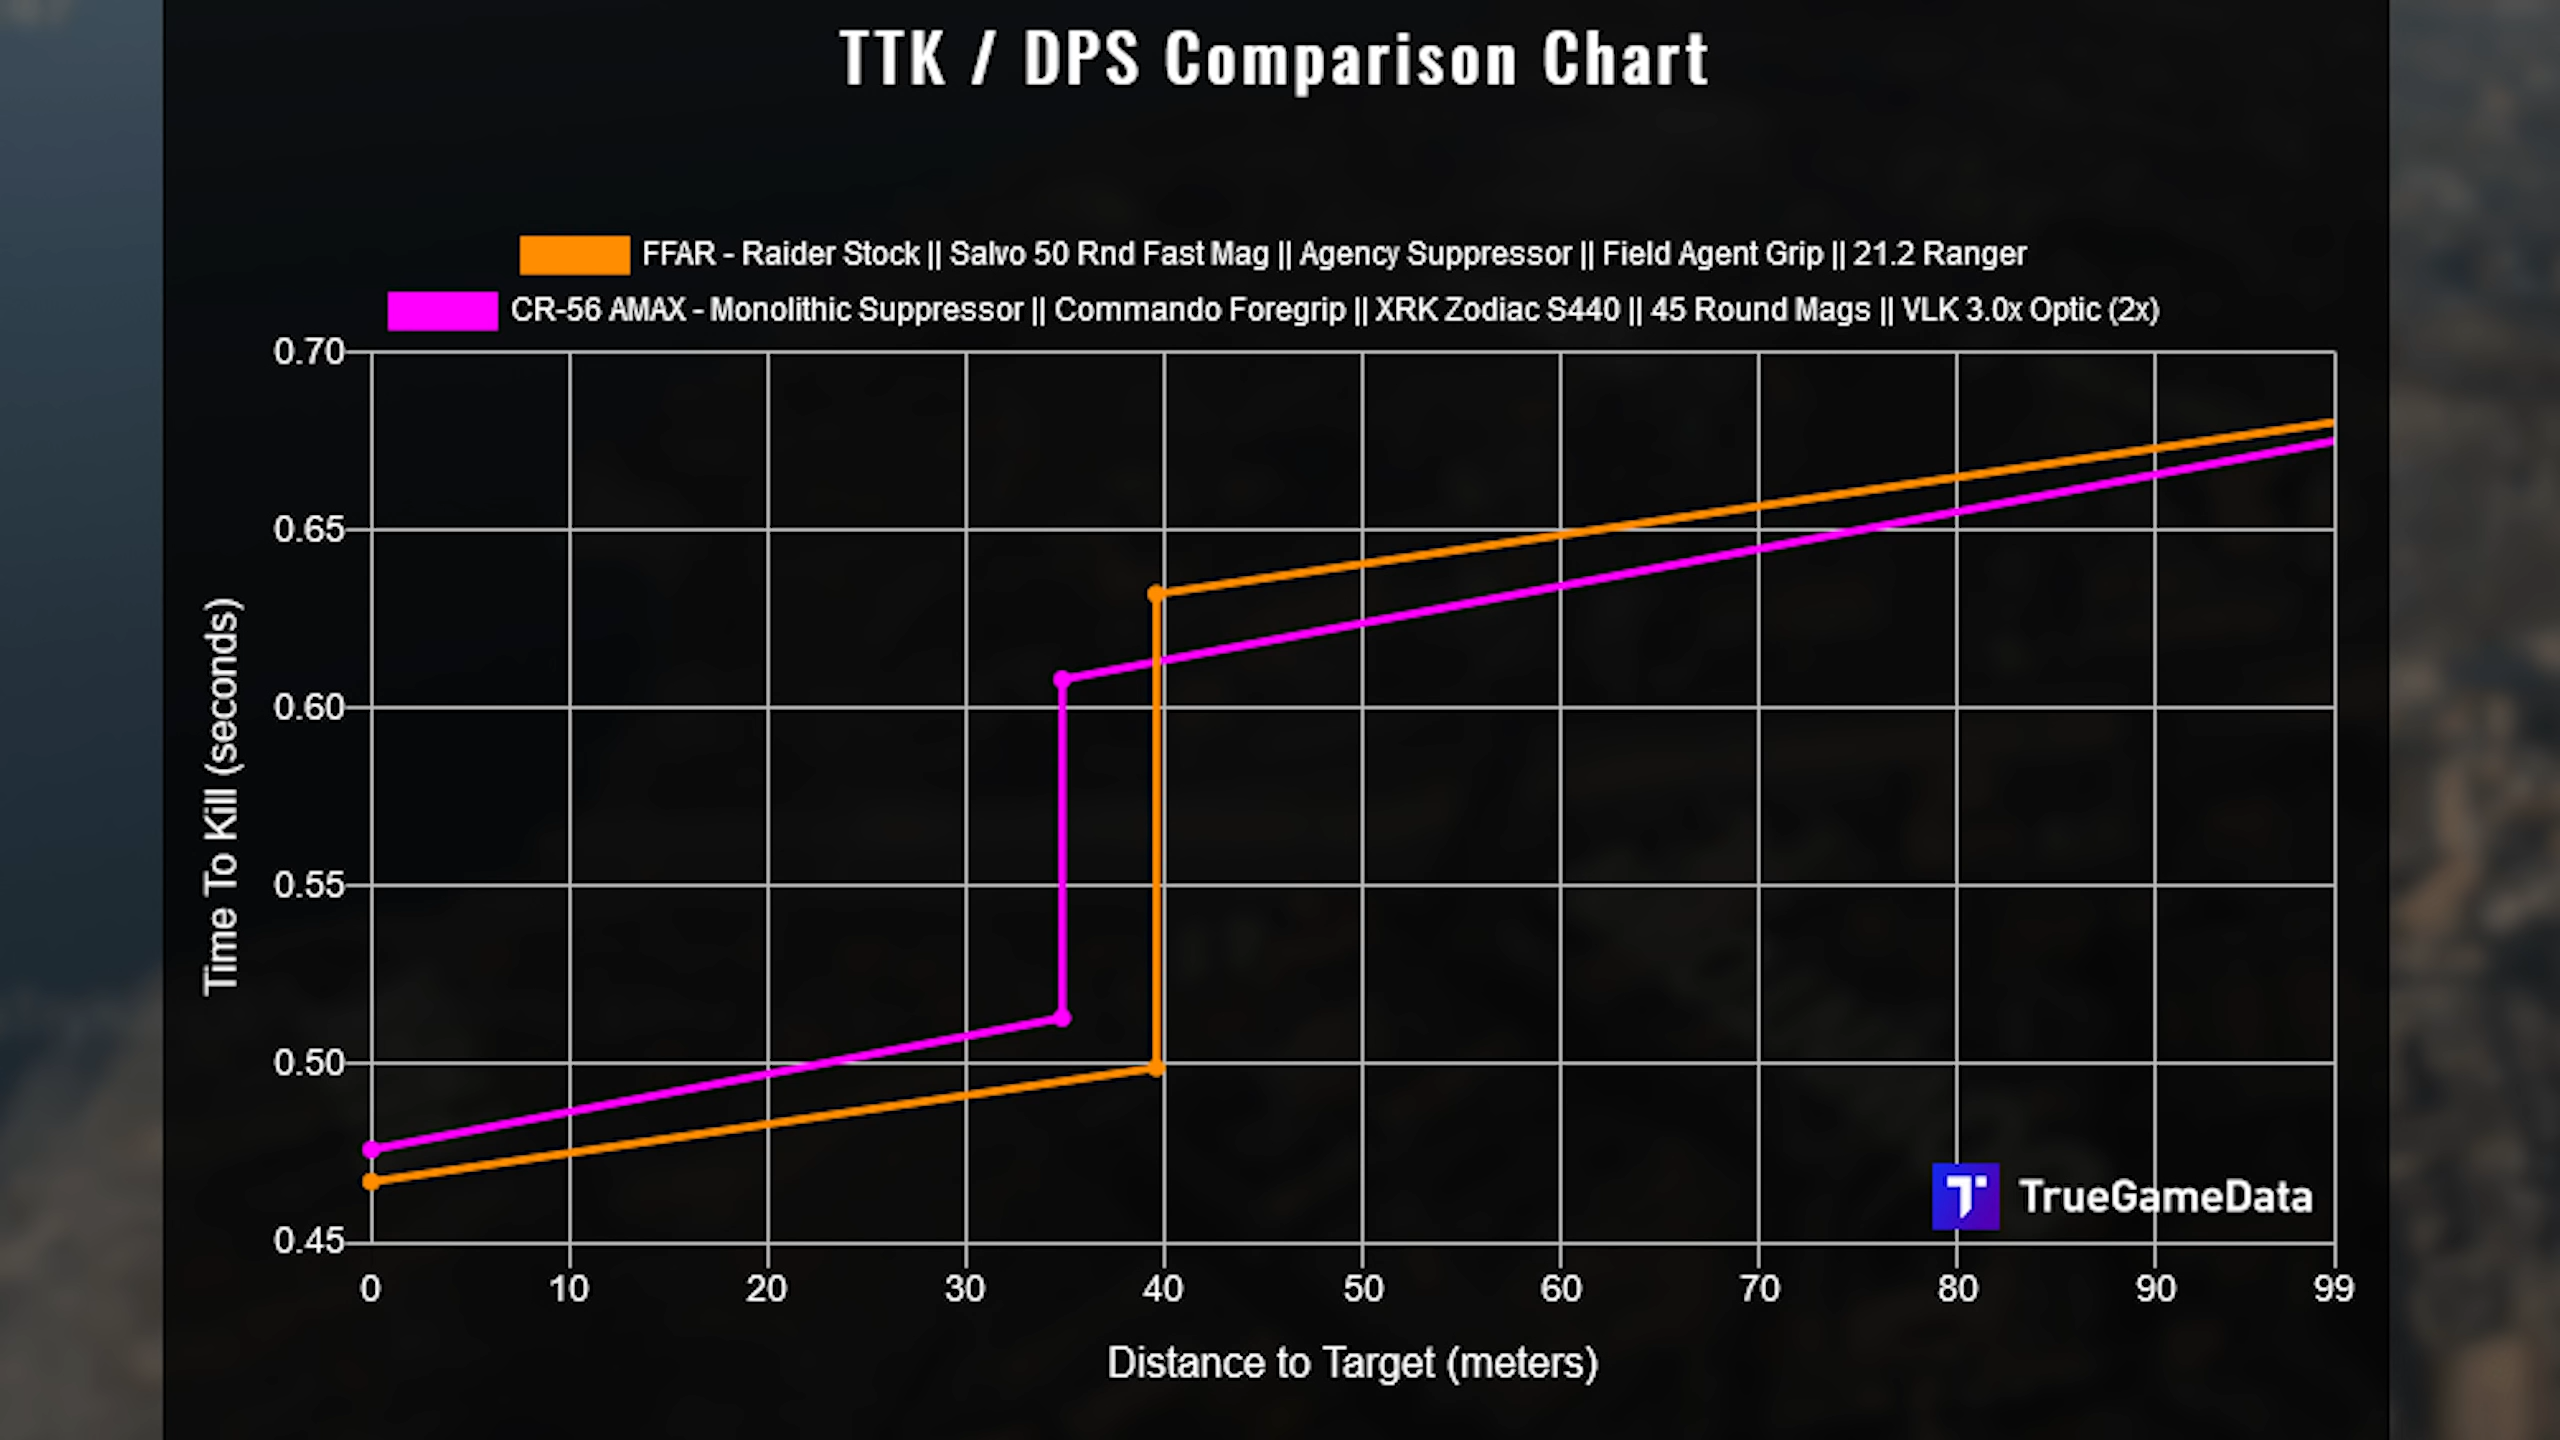 TTK / DPS Comparison Chart
FFAR - Raider Stock || Salvo 50 Rnd Fast Mag || Agency Suppressor || Field Agent Grip || 21.2 Ranger
CR-56 AMAX - Monolithic Suppressor || Commando Foregrip || XRK Zodiac S440 || 45 Round Mags || VLK 3.0x Optic (2x)
Time To Kill (seconds)
0.70
0.65
0.60
0.55
0.50
0.45
TrueGameData
0 10 20 30 40 50 60 70 80 90 99
Distance to Target (meters)